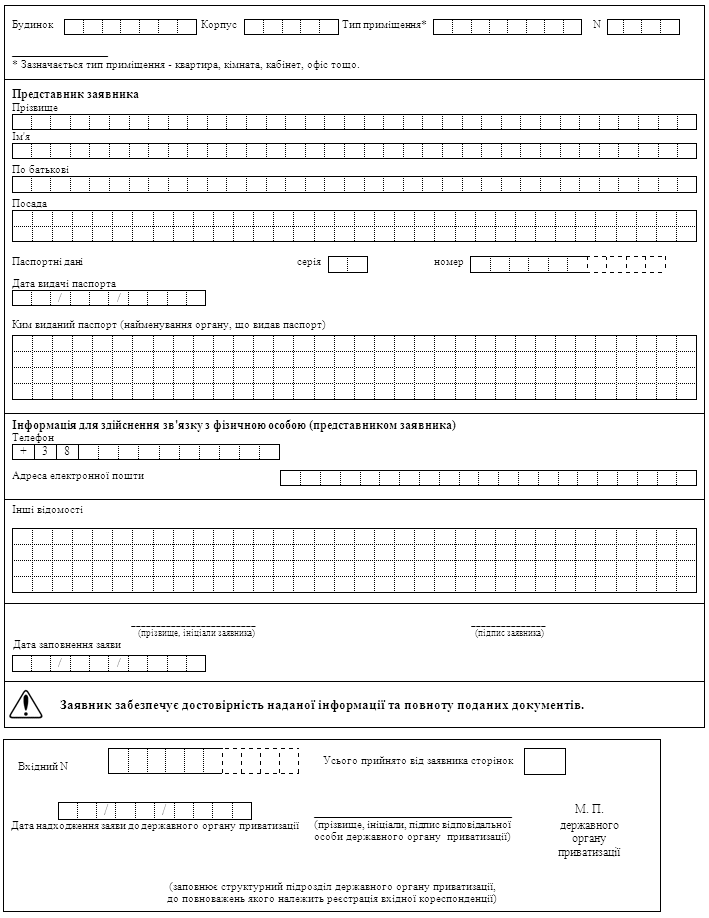 Будинок Корпус Тип приміщення* N
* Зазначається тип приміщення - квартира, кімната, кабінет, офіс тощо.
Представник заявника
Прізвище
Ім'я
По батькові
Посада
Паспортні дані серія номер
Дата видачі паспорта
/ /
Ким виданий паспорт (найменування органу, що видав паспорт)
Інформація для здійснення зв'язку з фізичною особою (представником заявника)
Телефон
+ 3 8
Адреса електронної пошти
Інші відомості
(прізвище, ініціали заявника) (підпис заявника)
Дата заповнення заяви
/ /
Заявник забезпечує достовірність наданої інформації та повноту поданих документів.
Вхідний N Усього прийнято від заявника сторінок
/ /
Дата надходження заяви до державного органу приватизації
(прізвище, ініціали, підпис відповідальної
особи державного органу приватизації)
М. П.
державного
органу
приватизації
(заповнює структурний підрозділ державного органу приватизації,
до повноважень якого належить реєстрація вхідної кореспонденції)